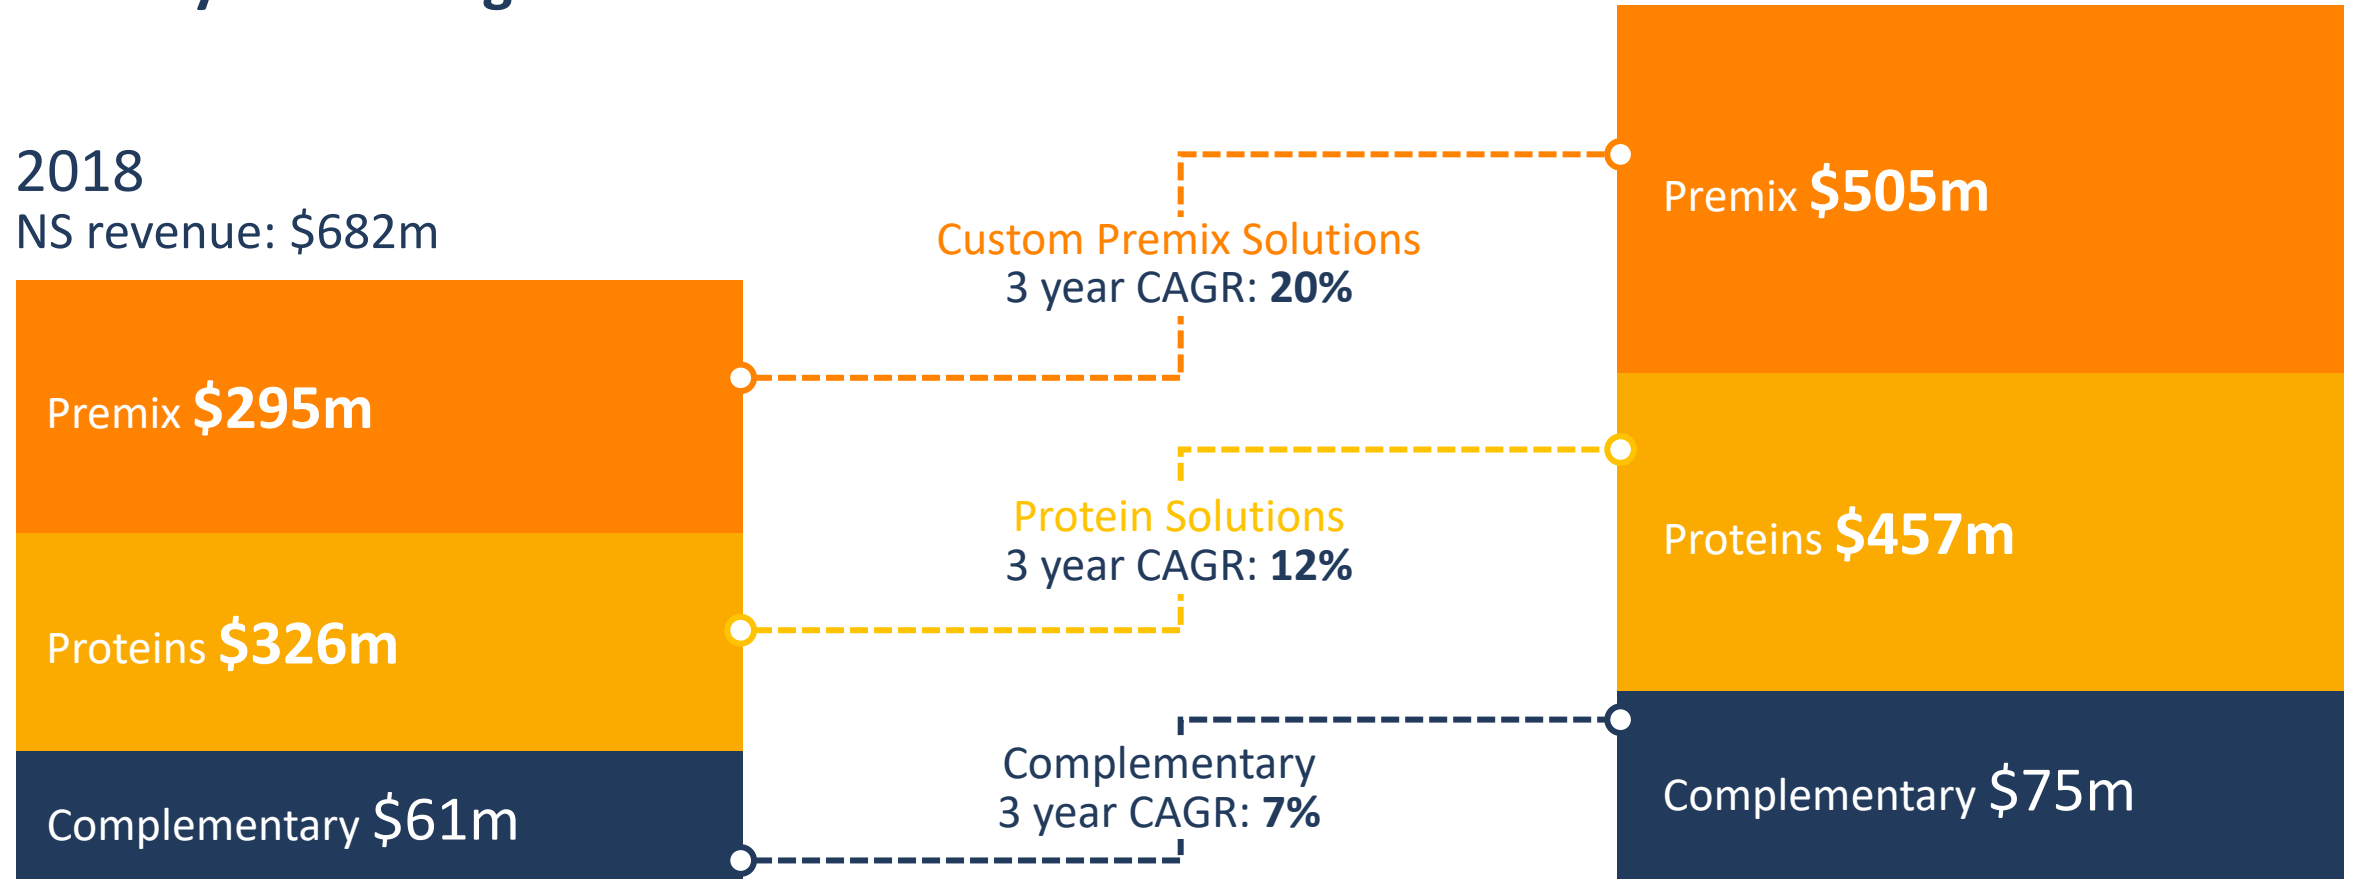 2018
NS revenue: $682m
Premix $295m
Proteins $326m
Complementary $61m
Custom Premix Solutions
3 year CAGR: 20%
Protein Solutions
3 year CAGR: 12%
Complementary
3 year CAGR: 7%
Premix $505m
Proteins $457m
Complementary $75m